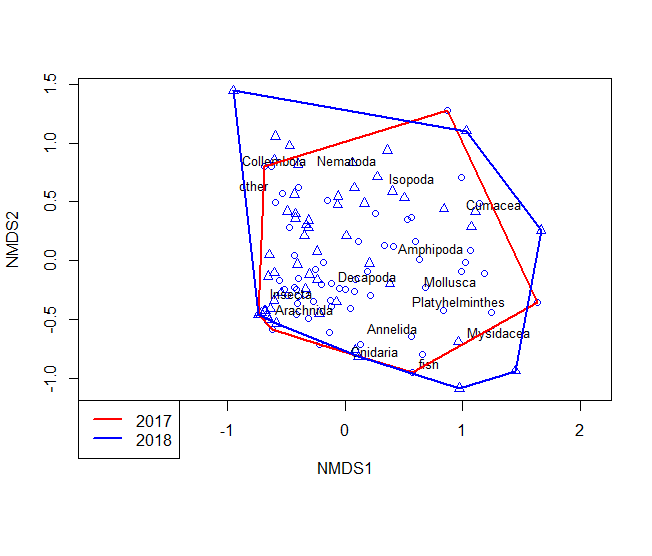 1.5
1.0
0.5
0.0
-0.5
-1.0
NMDS2
Collembola
Nematoda
other
Isopoda
Cumacea
Amphipoda
Decapoda
Mollusca
Insecta
Platyhelminthes
Arachnida
Annelida
Mysidacea
fish
2017
2018
-1
0
1
2
NMDS1